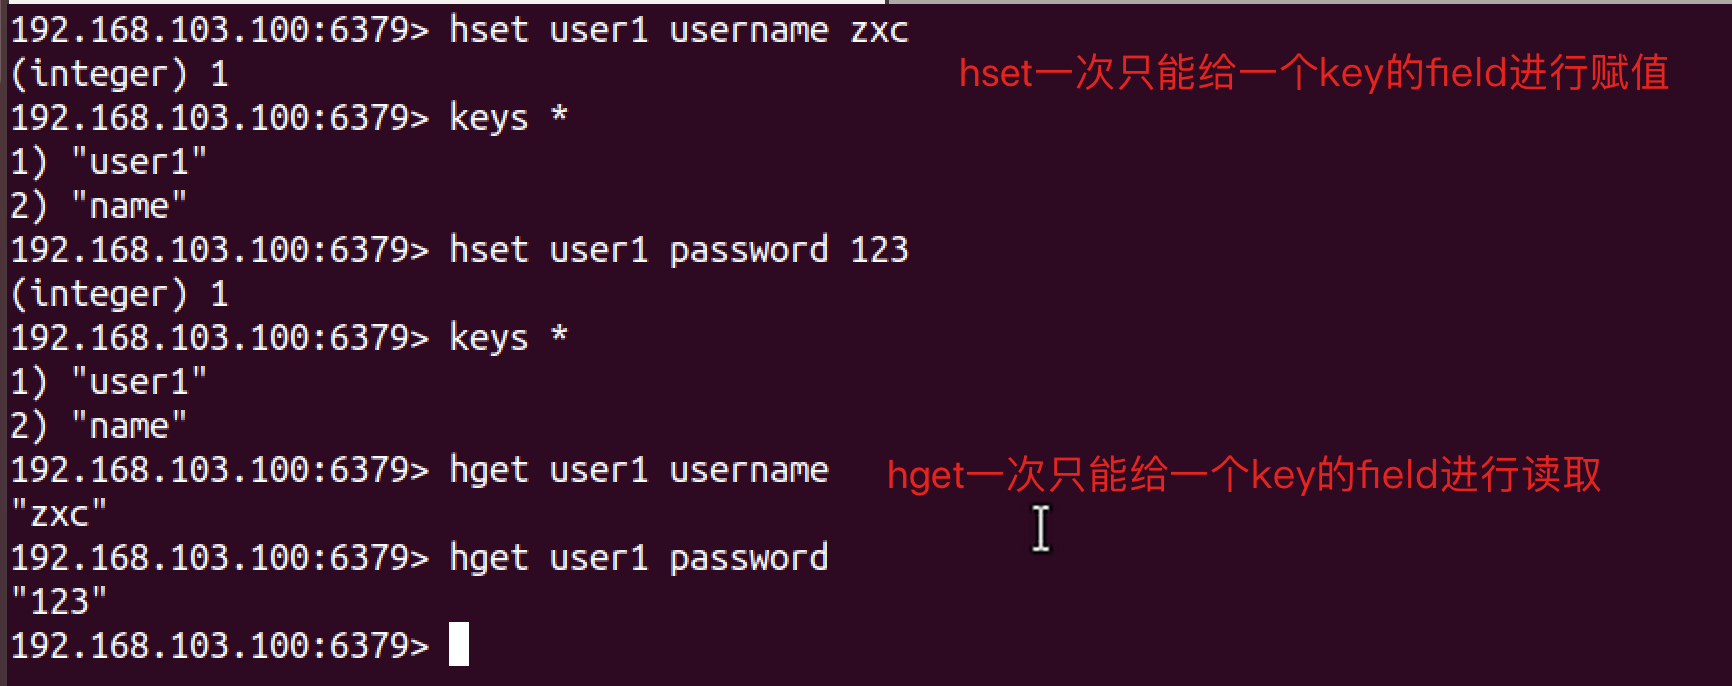 192.168.103.100:6379> hset user1 username zxc
(integer) 1
hset一次只能给一个key的field进行赋值
192.168.103.100:6379> keys *
1) "user1"
2) "name"
192.168.103.100:6379> hset user1 password 123
(integer) 1
192.168.103.100:6379> keys *
1) "user1"
2) "name"
192.168.103.100:6379> hget user1 username
hget一次只能给一个key的field进行读取
"zxc"
192.168.103.100:6379> hget user1 password
"123"
192.168.103.100:6379>